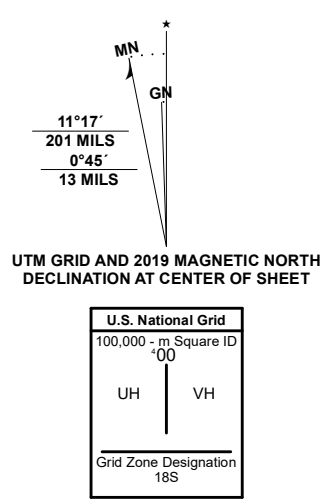 ★
MN
GN
11°17´
201 MILS
0°45´
13 MILS
UTM GRID AND 2019 MAGNETIC NORTH
DECLINATION AT CENTER OF SHEET
U.S. National Grid
100,000 - m Square ID
⁴00
UH VH
Grid Zone Designation
18S